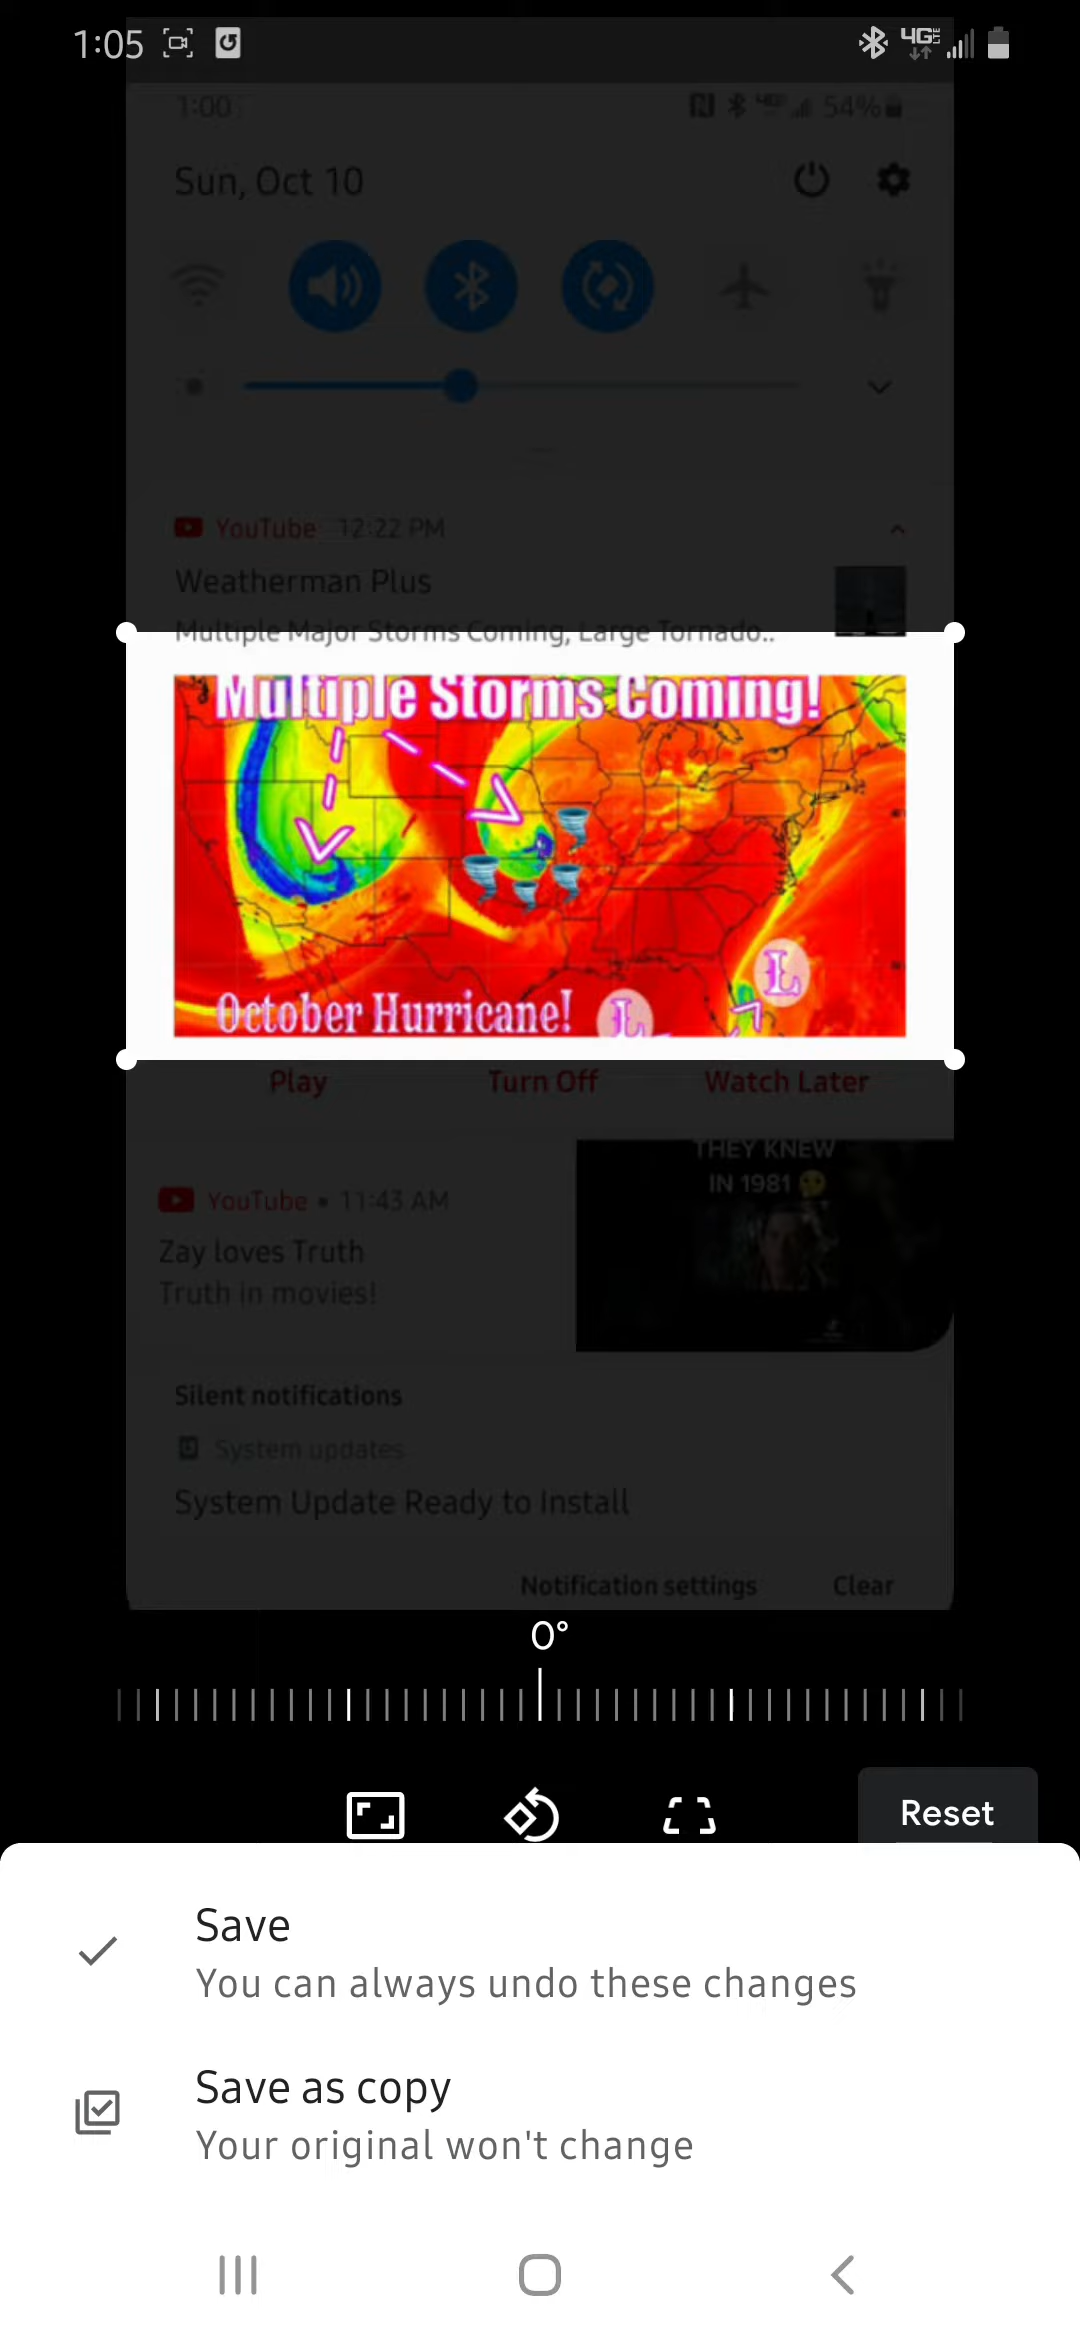 1:05
4G LTE
1:00
54%
Sun, Oct 10
YouTube 12:22 PM
Weatherman Plus
Multiple Major Storms Coming, Large Tornado..
Multiple Storms Coming!
L
October Hurricane! L
Play Turn Off Watch Later
THEY KNEW
IN 1981
YouTube • 11:43 AM
Zay loves Truth
Truth in movies!
Silent notifications
System updates
System Update Ready to Install
Notification settings Clear
0°
Reset
Save
You can always undo these changes
Save as copy
Your original won't change